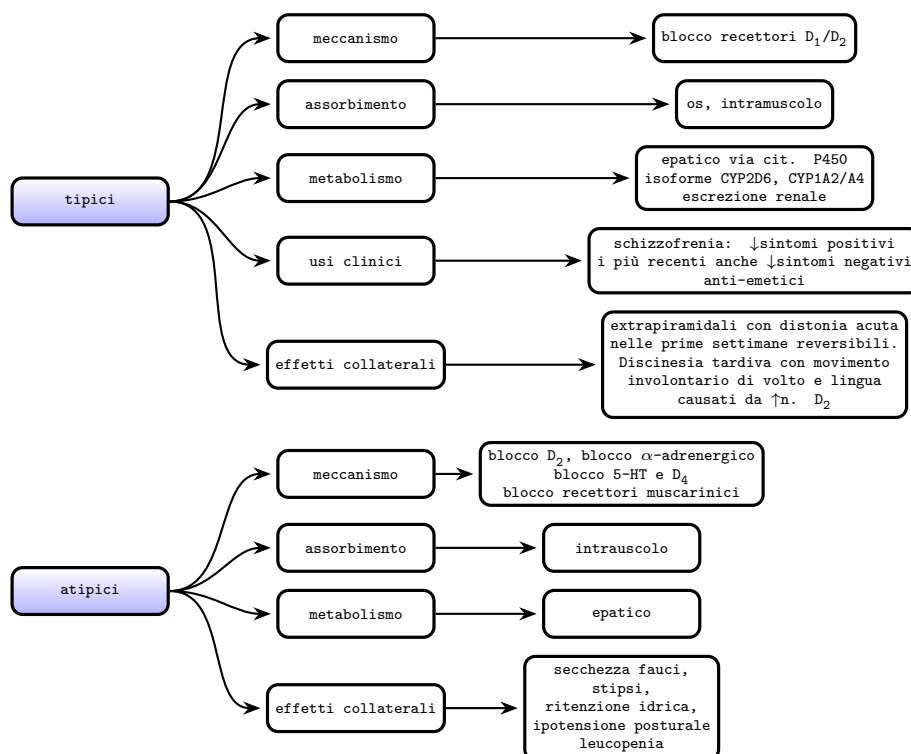 tipici
meccanismo
blocco recettori D₁/D₂
assorbimento
os, intramuscolo
metabolismo
epatico via cit. P450
isoforme CYP2D6, CYP1A2/A4
escrezione renale
usi clinici
schizzofrenia: ↓sintomi positivi
i più recenti anche ↓sintomi negativi
anti-emetici
effetti collaterali
extrapiramidali con distonia acuta
nelle prime settimane reversibili.
Discinesia tardiva con movimento
involontario di volto e lingua
causati da ↑n. D₂
atipici
meccanismo
blocco D₂, blocco α-adrenergico
blocco 5-HT e D₄
blocco recettori muscarinici
assorbimento
intrauscolo
metabolismo
epatico
effetti collaterali
secchezza fauci,
stipsi,
ritenzione idrica,
ipotensione posturale
leucopenia